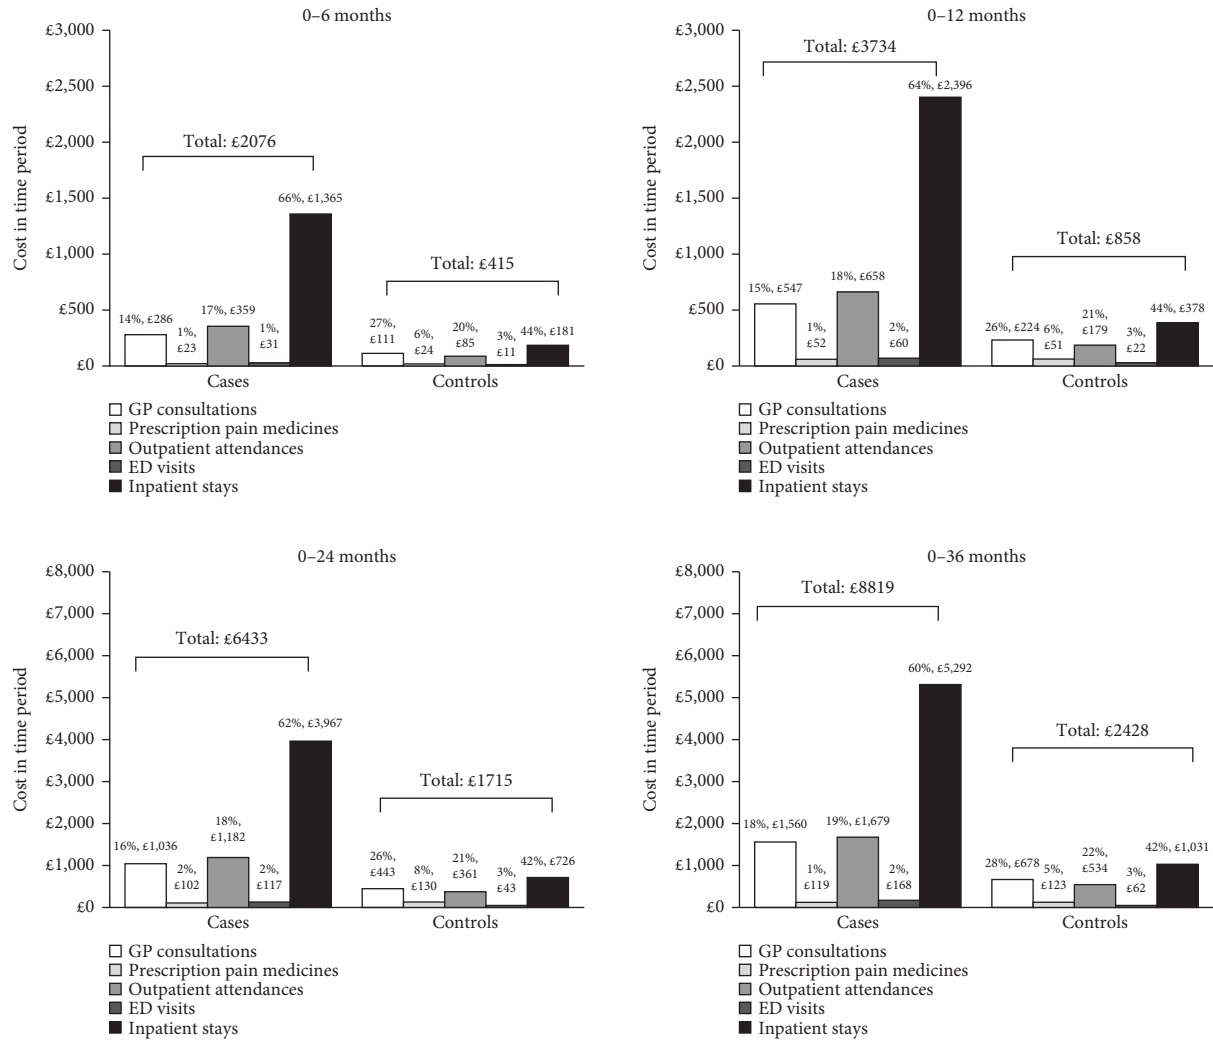 0–6 months
£3,000
£2,500
£2,000
£1,500
£1,000
£500
£0
Cost in time period
Total: £2076
14%, £286
1%,
£23
17%, £359
1%,
£31
66%, £1,365
Total: £415
27%,
£111
6%,
£24
20%,
£85
3%,
£11
44%, £181
Cases
Controls
GP consultations
Prescription pain medicines
Outpatient attendances
ED visits
Inpatient stays
0–12 months
£3,000
£2,500
£2,000
£1,500
£1,000
£500
£0
Cost in time period
Total: £3734
15%, £547
1%,
£52
18%, £658
2%,
£60
64%, £2,396
Total: £858
26%, £224
6%,
£51
21%,
£179
3%,
£22
44%, £378
Cases
Controls
GP consultations
Prescription pain medicines
Outpatient attendances
ED visits
Inpatient stays
0–24 months
£8,000
£7,000
£6,000
£5,000
£4,000
£3,000
£2,000
£1,000
£0
Cost in time period
Total: £6433
16%, £1,036
2%,
£102
18%,
£1,182
2%,
£117
62%, £3,967
Total: £1715
26%,
£443
8%,
£130
21%,
£361
3%,
£43
42%, £726
Cases
Controls
GP consultations
Prescription pain medicines
Outpatient attendances
ED visits
Inpatient stays
0–36 months
£8,000
£7,000
£6,000
£5,000
£4,000
£3,000
£2,000
£1,000
£0
Cost in time period
Total: £8819
18%, £1,560
1%,
£119
19%, £1,679
2%,
£168
60%, £5,292
Total: £2428
28%, £678
5%,
£123
22%,
£534
3%,
£62
42%, £1,031
Cases
Controls
GP consultations
Prescription pain medicines
Outpatient attendances
ED visits
Inpatient stays